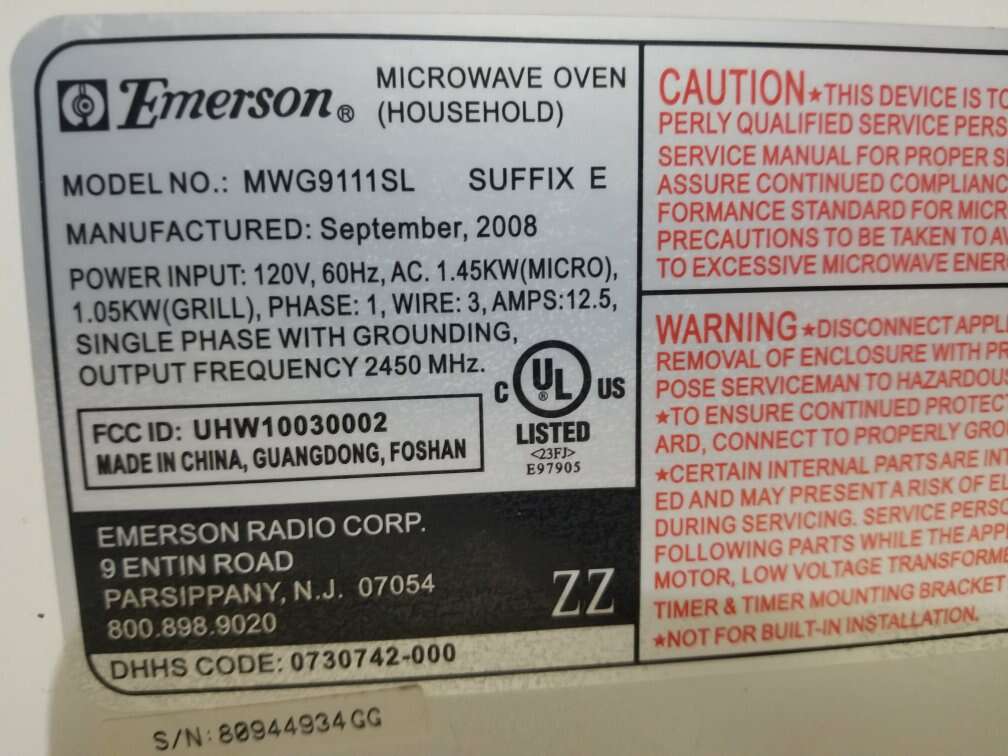 Emerson®
MICROWAVE OVEN
(HOUSEHOLD)
MODEL NO.: MWG9111SL SUFFIX E
MANUFACTURED: September, 2008
POWER INPUT: 120V, 60Hz, AC. 1.45KW(MICRO),
1.05KW(GRILL), PHASE: 1, WIRE: 3, AMPS:12.5,
SINGLE PHASE WITH GROUNDING,
OUTPUT FREQUENCY 2450 MHz.
C UL® US
LISTED
<23FJ>
E97905
FCC ID: UHW10030002
MADE IN CHINA, GUANGDONG, FOSHAN
EMERSON RADIO CORP.
9 ENTIN ROAD
PARSIPPANY, N.J. 07054
800.898.9020
ZZ
DHHS CODE: 0730742-000
S/N:80944934GG
CAUTION★THIS DEVICE IS TO
PERLY QUALIFIED SERVICE PERS
SERVICE MANUAL FOR PROPER S
ASSURE CONTINUED COMPLIANC
FORMANCE STANDARD FOR MICR
PRECAUTIONS TO BE TAKEN TO AV
TO EXCESSIVE MICROWAVE ENER
WARNING★DISCONNECT APPL
REMOVAL OF ENCLOSURE WITH PR
POSE SERVICEMAN TO HAZARDOUS
★TO ENSURE CONTINUED PROTEC
ARD, CONNECT TO PROPERLY GRO
★CERTAIN INTERNAL PARTS ARE INT
ED AND MAY PRESENT A RISK OF EL
DURING SERVICING. SERVICE PERSO
FOLLOWING PARTS WHILE THE APP
MOTOR, LOW VOLTAGE TRANSFORME
TIMER & TIMER MOUNTING BRACKET
★NOT FOR BUILT-IN INSTALLATION.